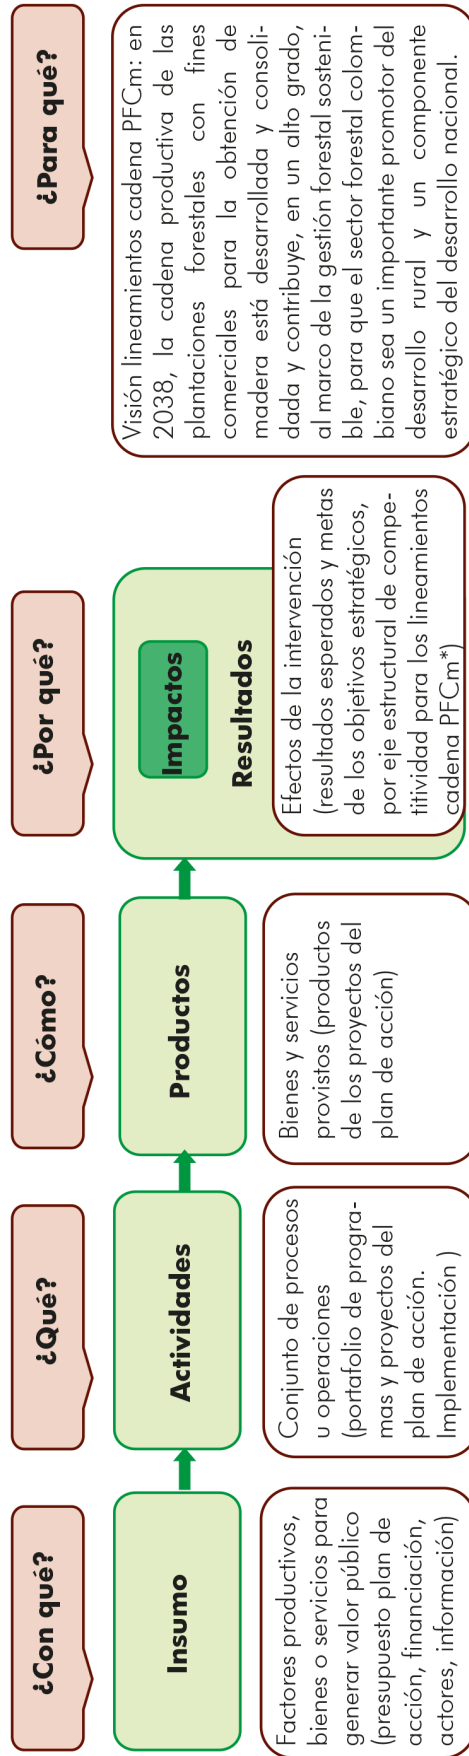 ¿Con qué?
¿Qué?
¿Cómo?
¿Por qué?
¿Para qué?
Insumo
Actividades
Productos
Impactos
Resultados
Factores productivos,
bienes o servicios para
generar valor público
(presupuesto plan de
acción, financiación,
actores, información)
Conjunto de procesos
u operaciones
(portafolio de progra-
mas y proyectos del
plan de acción.
Implementación )
Bienes y servicios
provistos (productos
de los proyectos del
plan de acción)
Efectos de la intervención
(resultados esperados y metas
de los objetivos estratégicos,
por eje estructural de compe-
titividad para los lineamientos
cadena PFCm*)
Visión lineamientos cadena PFCm: en
2038, la cadena productiva de las
plantaciones forestales con fines
comerciales para la obtención de
madera está desarrollada y consoli-
dada y contribuye, en un alto grado,
al marco de la gestión forestal sosteni-
ble, para que el sector forestal colom-
biano sea un importante promotor del
desarrollo rural y un componente
estratégico del desarrollo nacional.